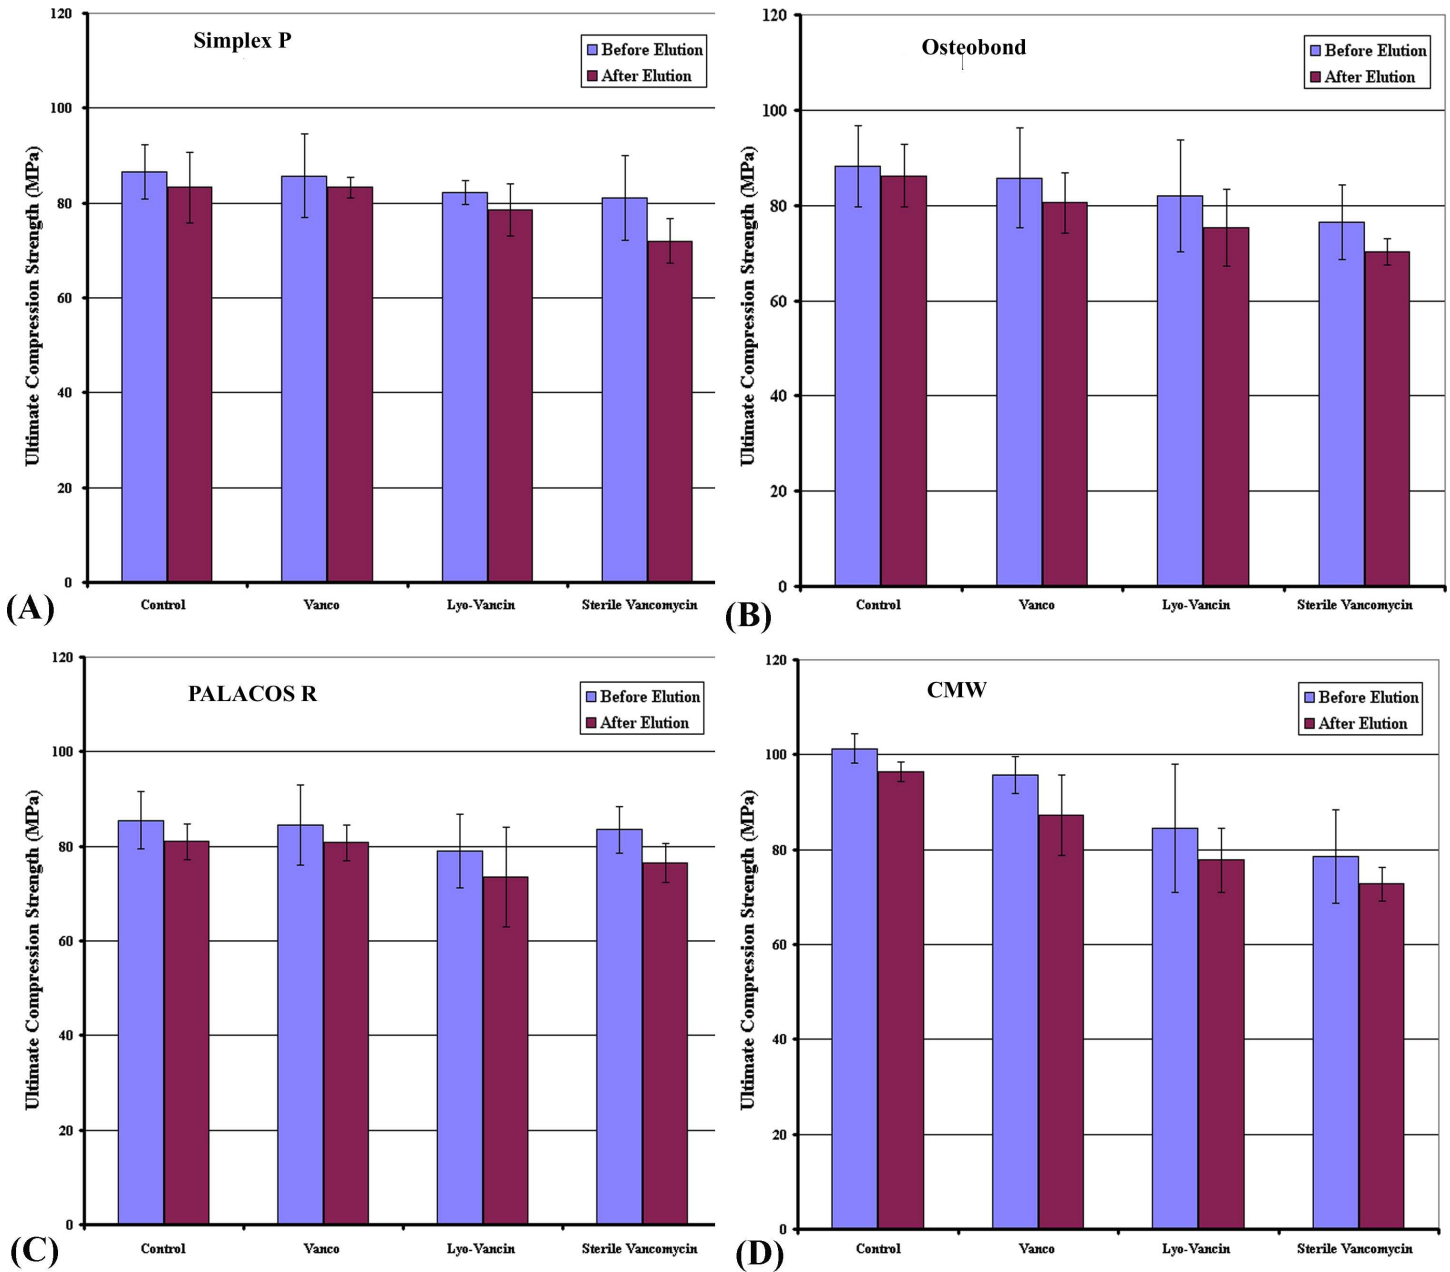 Simplex P
Before Elution
After Elution
Ultimate Compression Strength (MPa)
120
100
80
60
40
20
0
Control
Vanco
Lyo-Vancin
Sterile Vancomycin
(A)
Osteobond
Before Elution
After Elution
Ultimate Compression Strength (MPa)
120
100
80
60
40
20
0
Control
Vanco
Lyo-Vancin
Sterile Vancomycin
(B)
PALACOS R
Before Elution
After Elution
Ultimate Compression Strength (MPa)
120
100
80
60
40
20
0
Control
Vanco
Lyo-Vancin
Sterile Vancomycin
(C)
CMW
Before Elution
After Elution
Ultimate Compression Strength (MPa)
120
100
80
60
40
20
0
Control
Vanco
Lyo-Vancin
Sterile Vancomycin
(D)